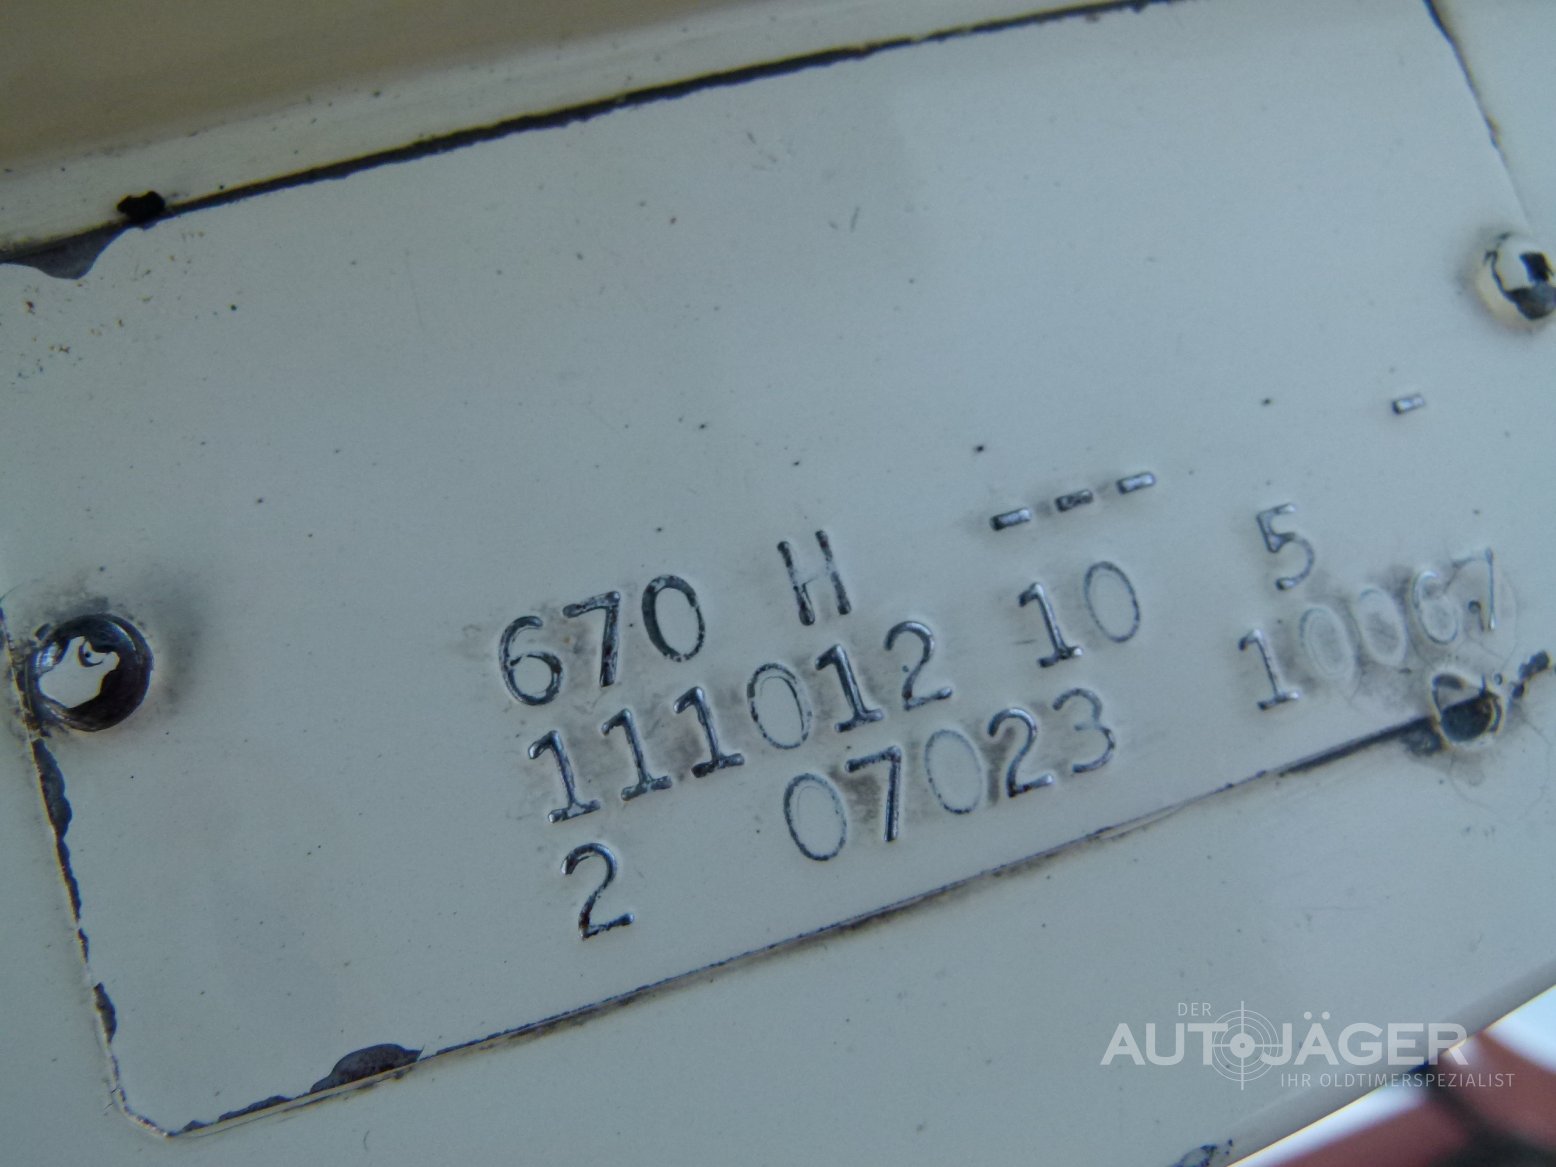 -
670 H --- 5
111012 10 10067
2 07023
DER
AUTOJÄGER
IHR OLDTIMERSPEZIALIST